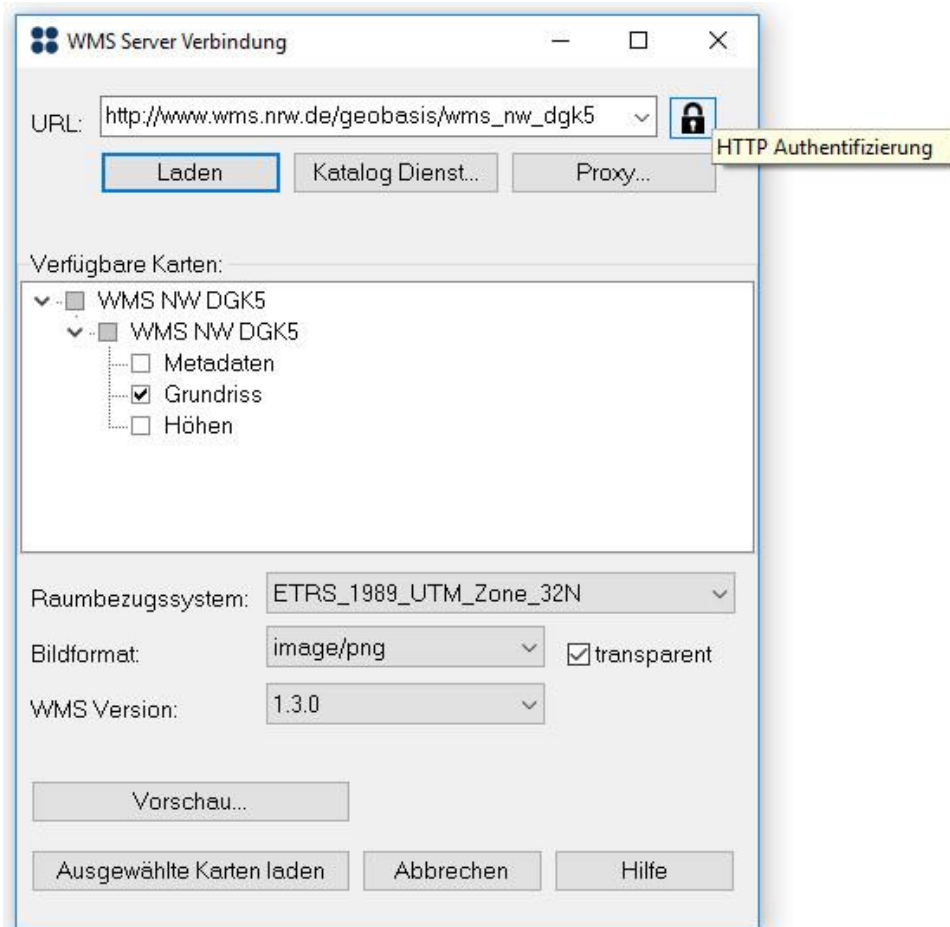 WMS Server Verbindung
URL: http://www.wms.nrw.de/geobasis/wms_nw_dgk5
HTTP Authentifizierung
Laden Katalog Dienst... Proxy...
Verfügbare Karten:
WMS NW DGK5
WMS NW DGK5
Metadaten
Grundriss
Höhen
Raumbezugssystem: ETRS_1989_UTM_Zone_32N
Bildformat: image/png transparent
WMS Version: 1.3.0
Vorschau...
Ausgewählte Karten laden Abbrechen Hilfe